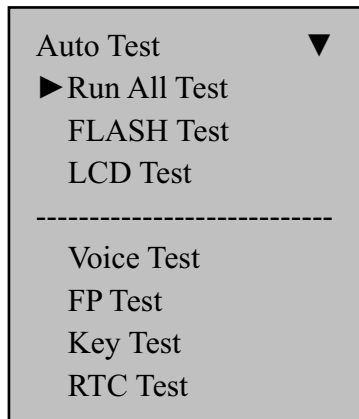 Auto Test ▼
►Run All Test
FLASH Test
LCD Test
----------------------------
Voice Test
FP Test
Key Test
RTC Test